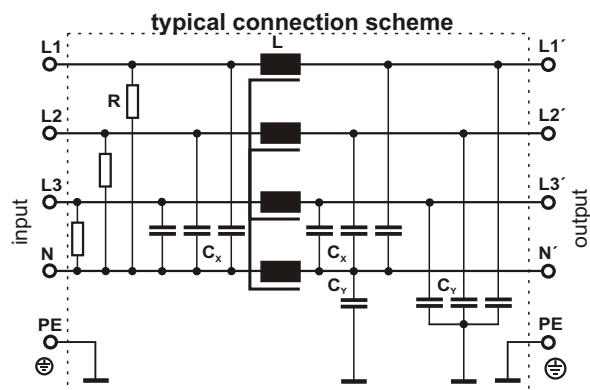 typical connection scheme
L1 L L1´
R
L2 L2´
L3 L3´
input output
Cx Cx
N N´
CY CY
PE PE